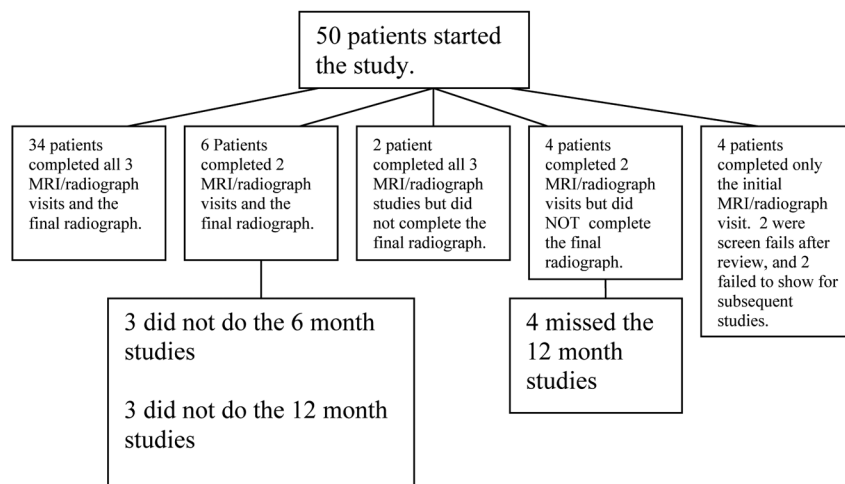 50 patients started
the study.
34 patients
completed all 3
MRI/radiograph
visits and the
final radiograph.
6 Patients
completed 2
MRI/radiograph
visits and the
final radiograph.
2 patient
completed all 3
MRI/radiograph
studies but did
not complete the
final radiograph.
4 patients
completed 2
MRI/radiograph
visits but did
NOT complete
the final
radiograph.
4 patients
completed only
the initial
MRI/radiograph
visit. 2 were
screen fails after
review, and 2
failed to show for
subsequent
studies.
3 did not do the 6 month
studies
3 did not do the 12 month
studies
4 missed the
12 month
studies